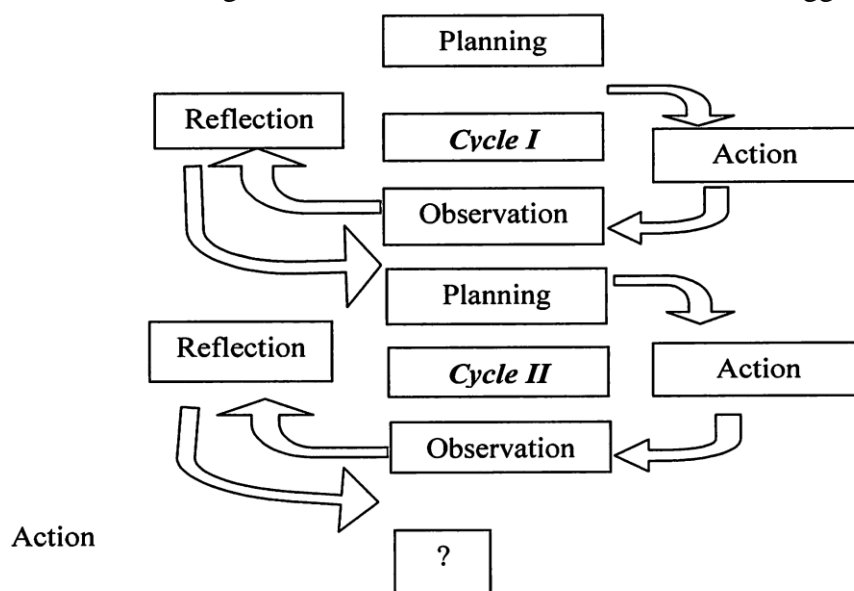 Planning
Reflection
Cycle I
Action
Observation
Planning
Reflection
Cycle II
Action
Observation
Action
?